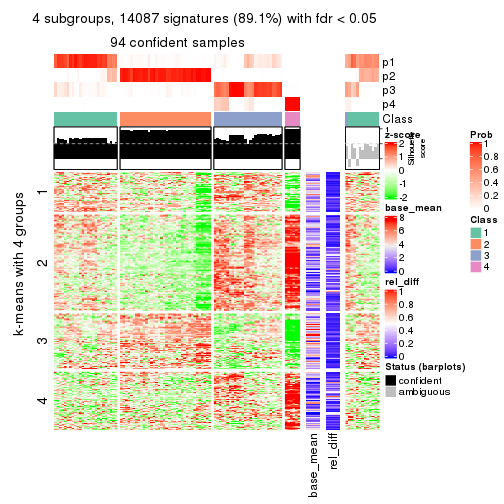 4 subgroups, 14087 signatures (89.1%) with fdr < 0.05
94 confident samples
p1
p2
p3
p4
Class
1
Silhouette
score
k-means with 4 groups
1
2
3
4
base_mean
rel_diff
z-score
2
1
0
-1
-2
base_mean
8
6
4
2
0
rel_diff
1
0.8
0.6
0.4
0.2
0
Status (barplots)
confident
ambiguous
Prob
1
0.8
0.6
0.4
0.2
0
Class
1
2
3
4